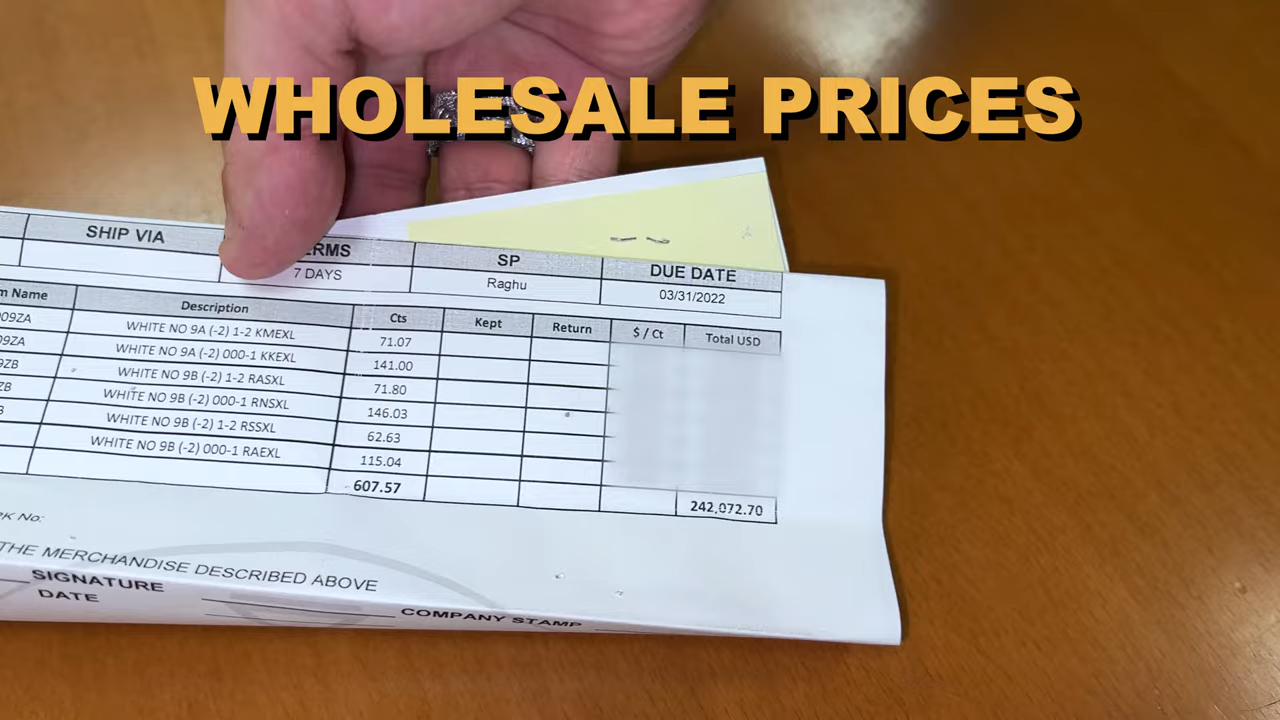 WHOLESALE PRICES
SHIP VIA
ERMS
SP
DUE DATE
7 DAYS
Raghu
03/31/2022
m Name
Description
Cts
Kept
Return
$ / Ct
Total USD
09ZA
WHITE NO 9A (-2) 1-2 KMEXL
71.07
09ZA
WHITE NO 9A (-2) 000-1 KKEXL
141.00
9ZB
WHITE NO 9B (-2) 1-2 RASXL
71.80
ZB
WHITE NO 9B (-2) 000-1 RNSXL
146.03
WHITE NO 9B (-2) 1-2 RSSXL
62.63
WHITE NO 9B (-2) 000-1 RAEXL
115.04
607.57
242,072.70
No:
THE MERCHANDISE DESCRIBED ABOVE
SIGNATURE
DATE
COMPANY STAMP